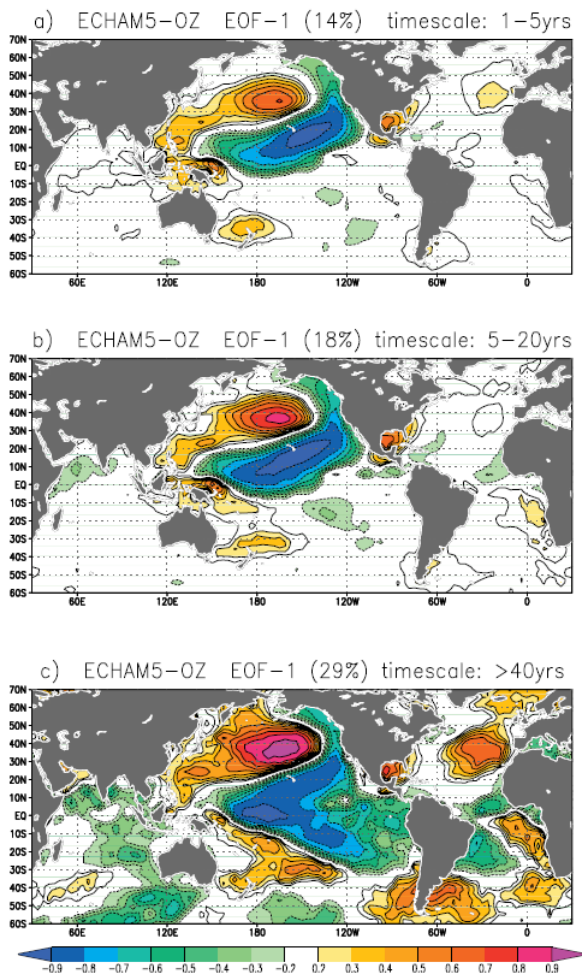 a) ECHAM5-OZ EOF-1 (14%) timescale: 1-5yrs
70N
60N
50N
40N
30N
20N
10N
EQ
10S
20S
30S
40S
50S
60S
60E 120E 180 120W 60W 0
b) ECHAM5-OZ EOF-1 (18%) timescale: 5-20yrs
70N
60N
50N
40N
30N
20N
10N
EQ
10S
20S
30S
40S
50S
60S
60E 120E 180 120W 60W 0
c) ECHAM5-OZ EOF-1 (29%) timescale: >40yrs
70N
60N
50N
40N
30N
20N
10N
EQ
10S
20S
30S
40S
50S
60S
60E 120E 180 120W 60W 0
-0.9 -0.8 -0.7 -0.6 -0.5 -0.4 -0.3 -0.2 0.2 0.3 0.4 0.5 0.6 0.7 0.8 0.9